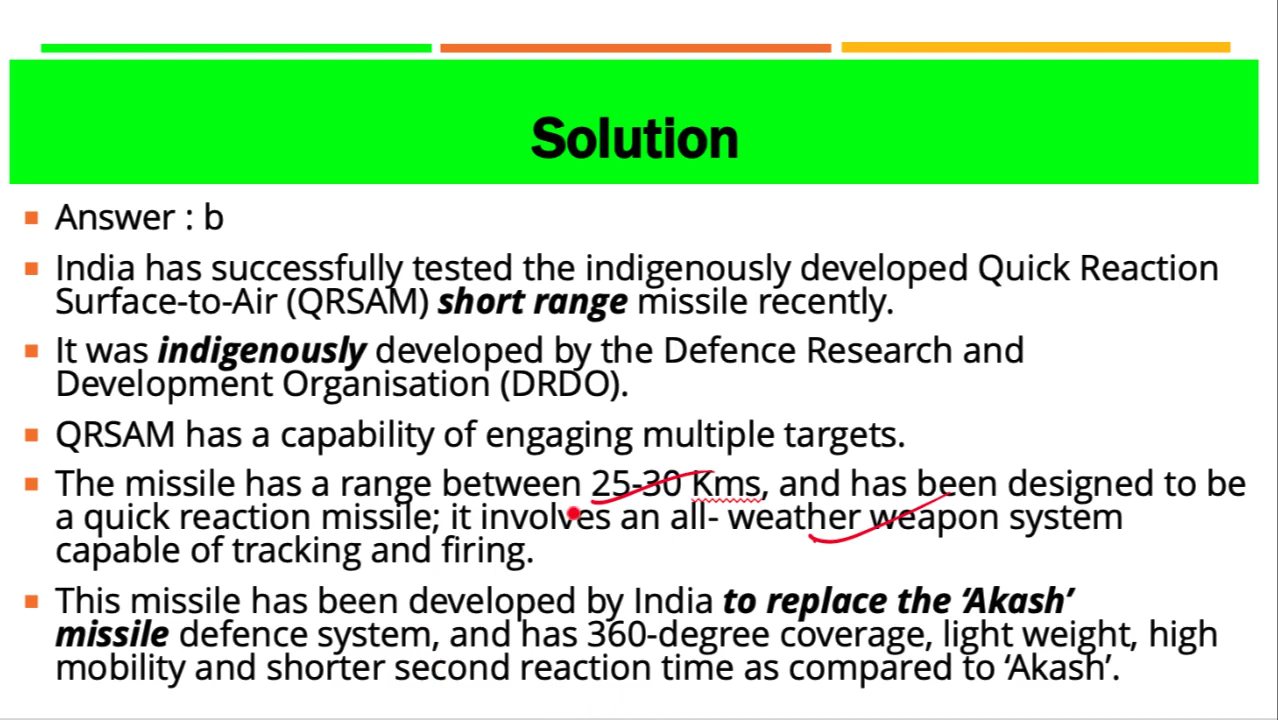 Solution
Answer : b
India has successfully tested the indigenously developed Quick Reaction
Surface-to-Air (QRSAM) short range missile recently.
It was indigenously developed by the Defence Research and
Development Organisation (DRDO).
QRSAM has a capability of engaging multiple targets.
The missile has a range between 25-30 Kms, and has been designed to be
a quick reaction missile; it involves an all- weather weapon system
capable of tracking and firing.
This missile has been developed by India to replace the ‘Akash’
missile defence system, and has 360-degree coverage, light weight, high
mobility and shorter second reaction time as compared to ‘Akash’.